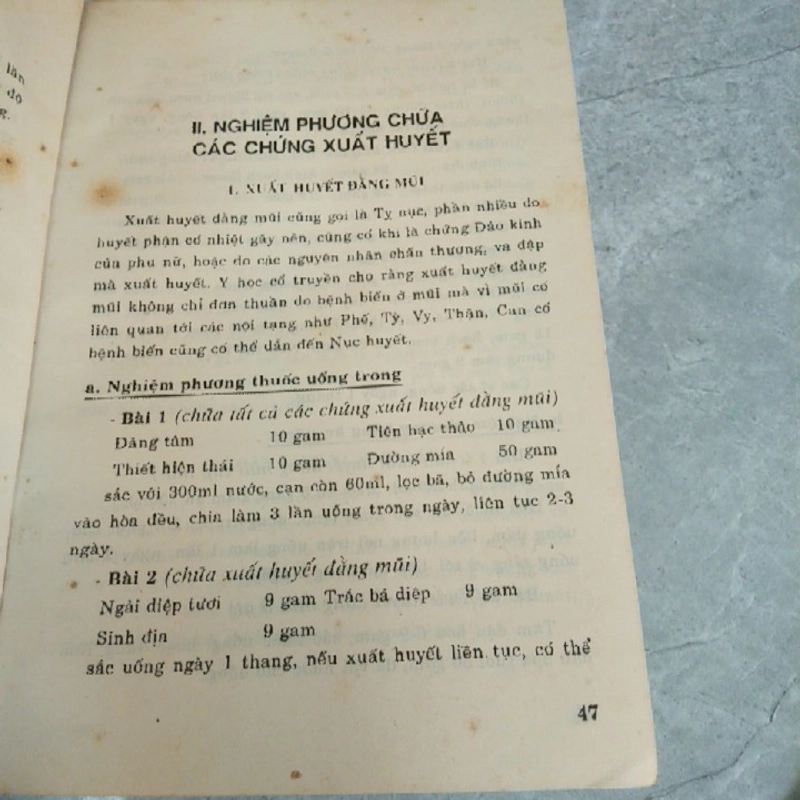 lần
độ
R.
II. NGHIỆM PHƯƠNG CHỮA
CÁC CHỨNG XUẤT HUYẾT
1. XUẤT HUYẾT ĐẰNG MŨI
Xuất huyết đằng mũi cũng gọi là Tỵ nục, phần nhiều do
huyết phận có nhiệt gây nên, cũng có khi là chứng Đảo kinh
của phụ nữ, hoặc do các nguyên nhân chấn thương, va đập
mà xuất huyết. Y học cổ truyền cho rằng xuất huyết đằng
mũi không chỉ đơn thuần do bệnh biến ở mũi mà vì mũi có
liên quan tới các nội tạng như Phế, Tỳ, Vỵ, Thận, Can có
bệnh biến cũng có thể dẫn đến Nục huyết.
a. Nghiệm phương thuốc uống trong
- Bài 1 (chữa tất cả các chứng xuất huyết đằng mũi)
Đăng tâm 10 gam Tiên hạc thảo 10 gam
Thiết hiện thái 10 gam Đường mía 50 gam
sắc với 300ml nước, cạn còn 60ml, lọc bã, bỏ đường mía
vào hòa đều, chia làm 3 lần uống trong ngày, liên tục 2-3
ngày.
- Bài 2 (chữa xuất huyết đằng mũi)
Ngải diệp tươi 9 gam Trắc bá diệp 9 gam
Sinh địa 9 gam
sắc uống ngày 1 thang, nếu xuất huyết liên tục, có thể
47